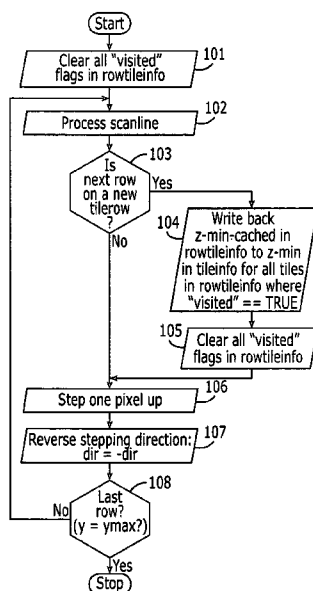 Start
101
Clear all "visited"
flags in rowtileinfo
102
Process scanline
103
Is
next row
on a new
tilerow
?
Yes
No
104
Write back
z-min-cached in
rowtileinfo to z-min
in tileinfo for all tiles
in rowtileinfo where
"visited" == TRUE
105
Clear all "visited"
flags in rowtileinfo
106
Step one pixel up
107
Reverse stepping direction:
dir = -dir
108
Last
row?
(y = ymax?)
No
Yes
Stop